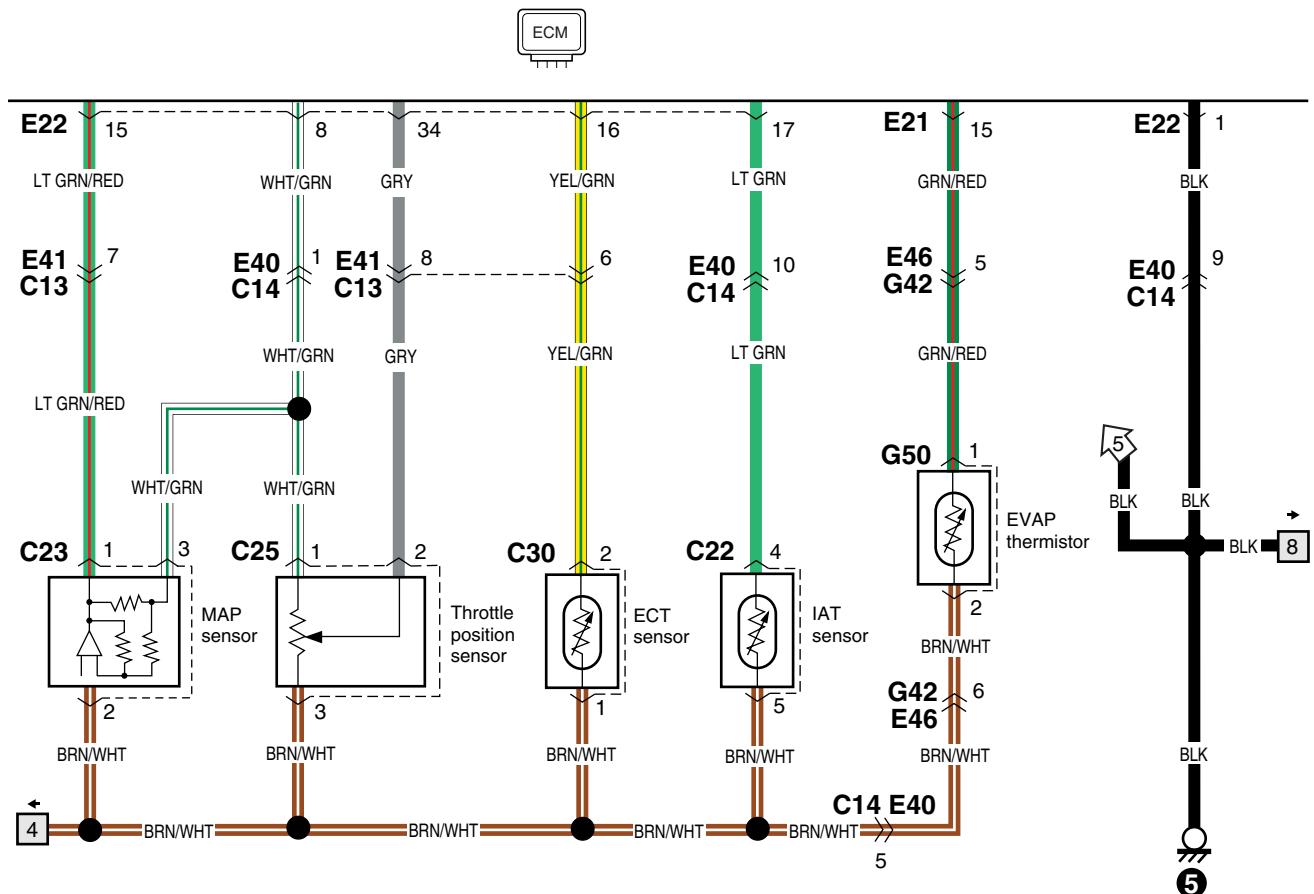 ECM
E22 15 8 34 16 17 E21 15 E22 1
LT GRN/RED WHT/GRN GRY YEL/GRN LT GRN GRN/RED BLK
E41 7 E40 1 E41 8 6 E40 10 E46 5 E40 9
C13 C14 C13 C14 G42 C14
WHT/GRN GRY YEL/GRN LT GRN GRN/RED
LT GRN/RED
5
G50 1
WHT/GRN WHT/GRN BLK BLK
EVAP
thermistor
C23 1 3 C25 1 2 C30 2 C22 4 BLK 8
MAP
sensor
Throttle
position
sensor
ECT
sensor
IAT
sensor
2
2 3 1 5
BRN/WHT
G42 6
E46
BRN/WHT BRN/WHT BRN/WHT BRN/WHT BRN/WHT BLK
C14 E40
4 BRN/WHT BRN/WHT BRN/WHT BRN/WHT
5
5